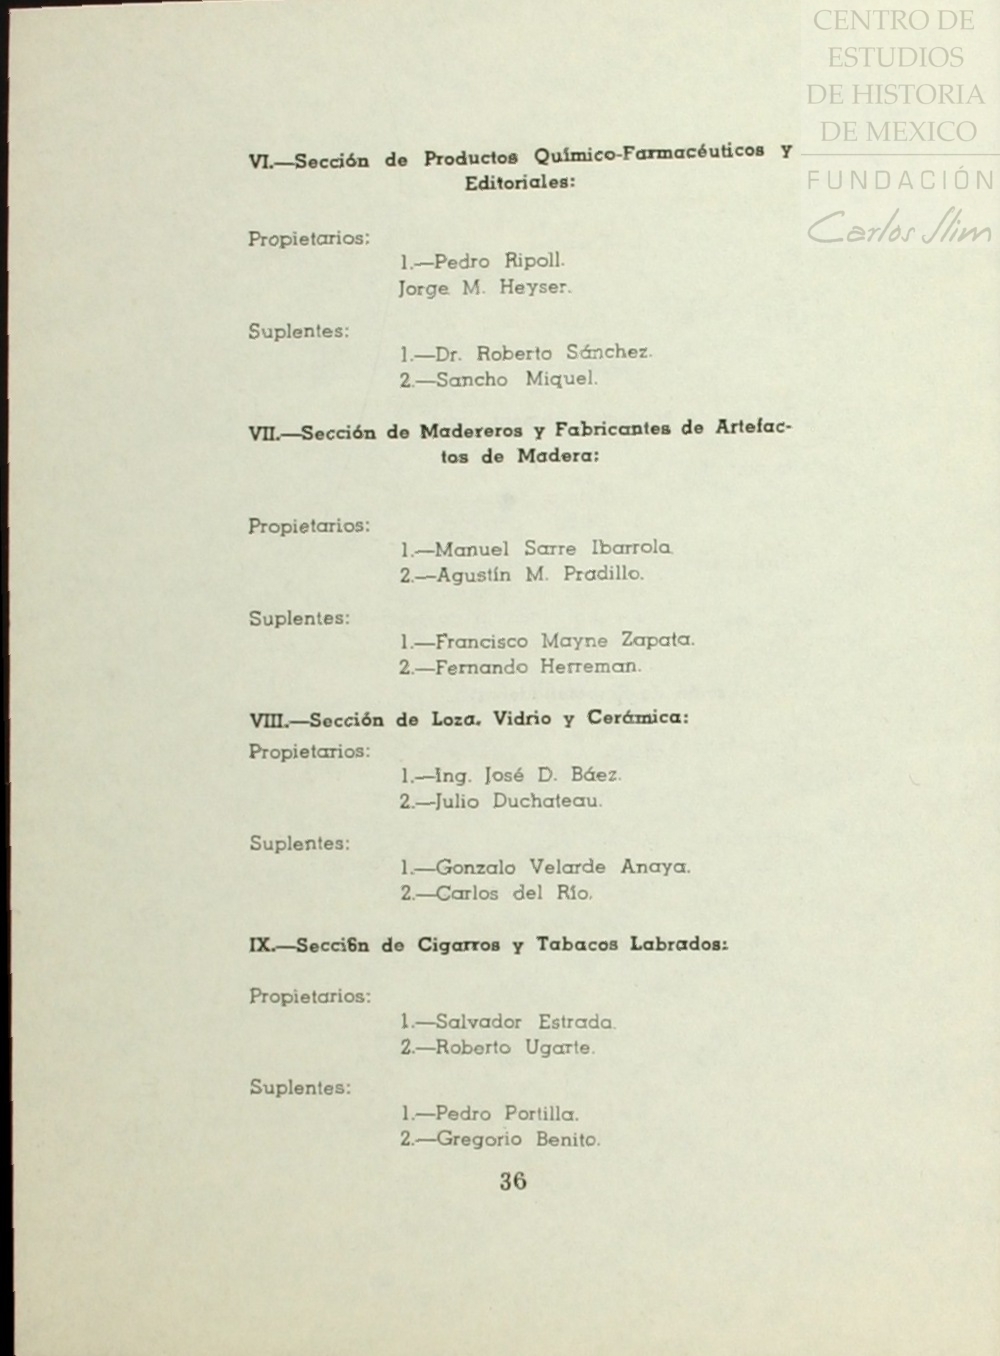 CENTRO DE
ESTUDIOS
DE HISTORIA
DE MEXICO
FUNDACIÓN
Carlos Slim
VI.—Sección de Productos Químico-Farmacéuticos y
Editoriales:
Propietarios:
1.—Pedro Ripoll.
Jorge M. Heyser.
Suplentes:
1.—Dr. Roberto Sánchez.
2.—Sancho Miquel.
VII.—Sección de Madereros y Fabricantes de Artefac-
tos de Madera:
Propietarios:
1.—Manuel Sarre Ibarrola.
2.—Agustín M. Pradillo.
Suplentes:
1.—Francisco Mayne Zapata.
2.—Fernando Herreman.
VIII.—Sección de Loza, Vidrio y Cerámica:
Propietarios:
1.—Ing. José D. Báez.
2.—Julio Duchateau.
Suplentes:
1.—Gonzalo Velarde Anaya.
2.—Carlos del Río.
IX.—Secci6n de Cigarros y Tabacos Labrados:
Propietarios:
1.—Salvador Estrada.
2.—Roberto Ugarte.
Suplentes:
1.—Pedro Portilla.
2.—Gregorio Benito.
36